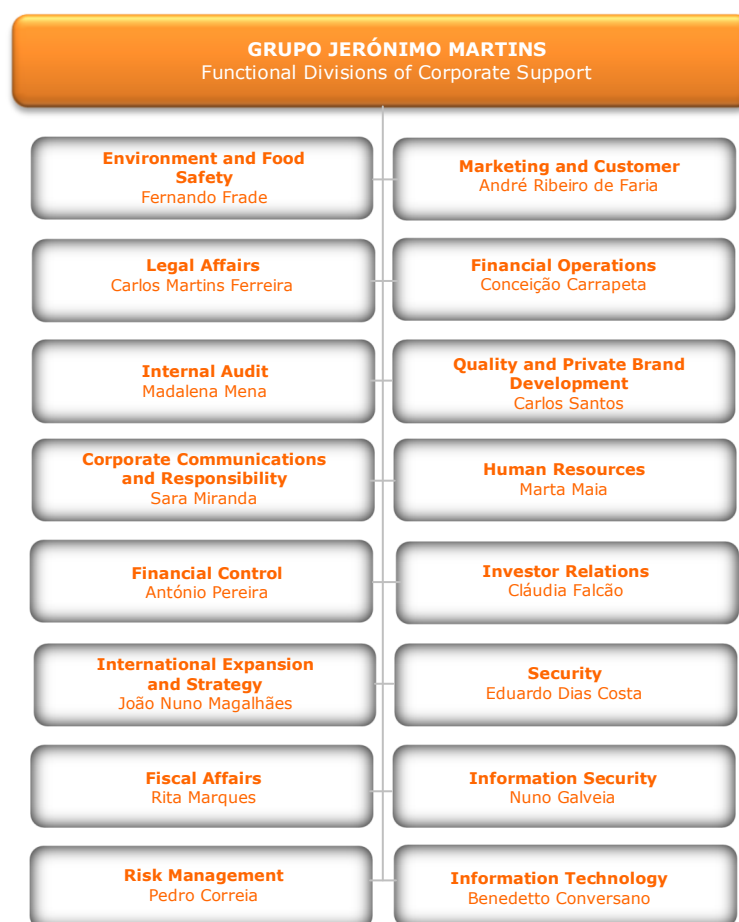 GRUPO JERÓNIMO MARTINS
Functional Divisions of Corporate Support
Environment and Food
Safety
Fernando Frade
Marketing and Customer
André Ribeiro de Faria
Legal Affairs
Carlos Martins Ferreira
Financial Operations
Conceição Carrapeta
Internal Audit
Madalena Mena
Quality and Private Brand
Development
Carlos Santos
Corporate Communications
and Responsibility
Sara Miranda
Human Resources
Marta Maia
Financial Control
António Pereira
Investor Relations
Cláudia Falcão
International Expansion
and Strategy
João Nuno Magalhães
Security
Eduardo Dias Costa
Fiscal Affairs
Rita Marques
Information Security
Nuno Galveia
Risk Management
Pedro Correia
Information Technology
Benedetto Conversano